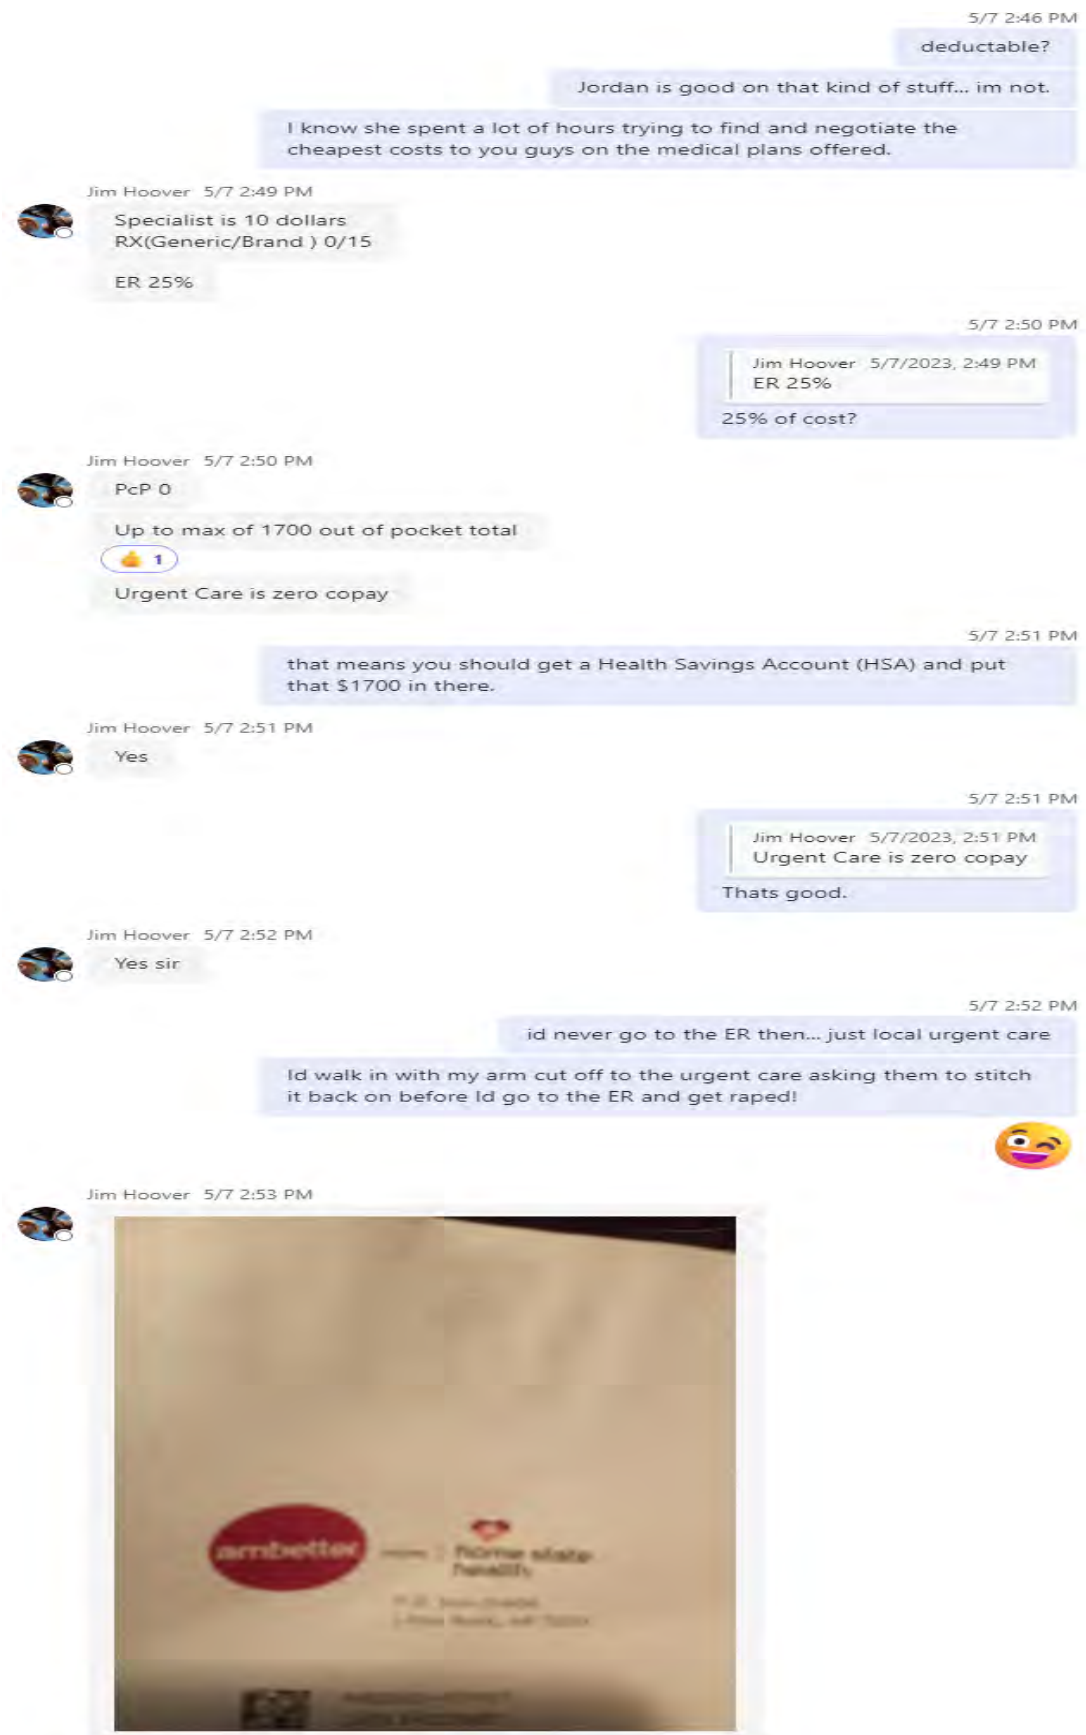 5/7 2:46 PM
deductable?
Jordan is good on that kind of stuff... im not.
I know she spent a lot of hours trying to find and negotiate the
cheapest costs to you guys on the medical plans offered.
Jim Hoover 5/7 2:49 PM
Specialist is 10 dollars
RX(Generic/Brand ) 0/15
ER 25%
5/7 2:50 PM
Jim Hoover 5/7/2023, 2:49 PM
ER 25%
25% of cost?
Jim Hoover 5/7 2:50 PM
PcP 0
Up to max of 1700 out of pocket total
1
Urgent Care is zero copay
5/7 2:51 PM
that means you should get a Health Savings Account (HSA) and put
that $1700 in there.
Jim Hoover 5/7 2:51 PM
Yes
5/7 2:51 PM
Jim Hoover 5/7/2023, 2:51 PM
Urgent Care is zero copay
Thats good.
Jim Hoover 5/7 2:52 PM
Yes sir
5/7 2:52 PM
id never go to the ER then... just local urgent care
Id walk in with my arm cut off to the urgent care asking them to stitch
it back on before Id go to the ER and get raped!
Jim Hoover 5/7 2:53 PM
ambetter
home state
health